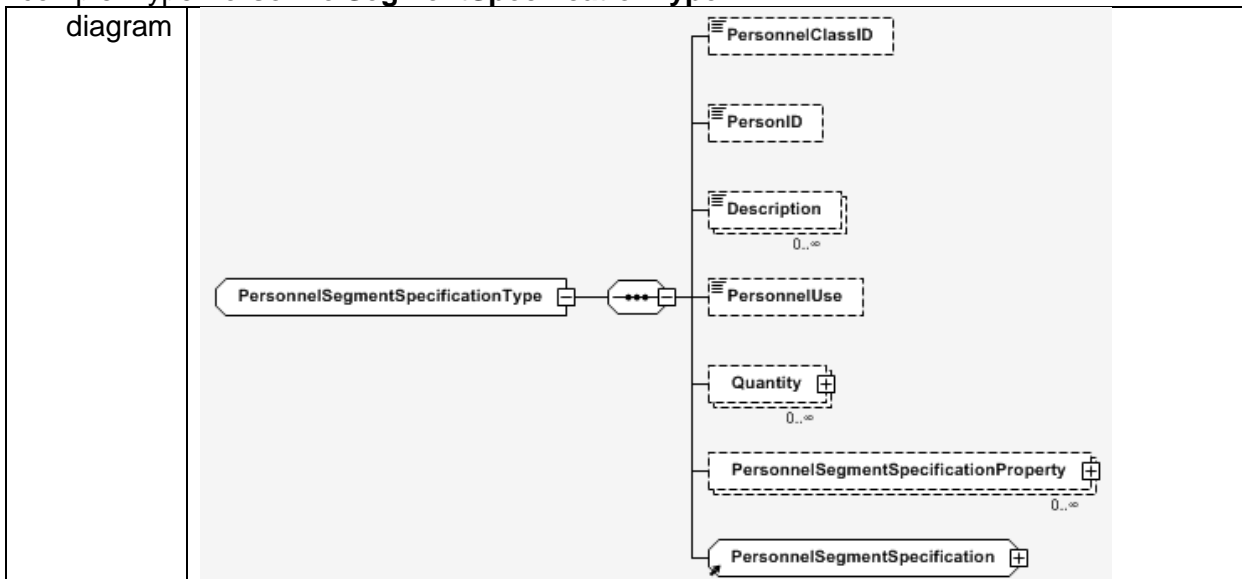 diagram
PersonnelClassID
PersonID
Description
0..∞
PersonnelSegmentSpecificationType
PersonnelUse
Quantity
0..∞
PersonnelSegmentSpecificationProperty
0..∞
PersonnelSegmentSpecification